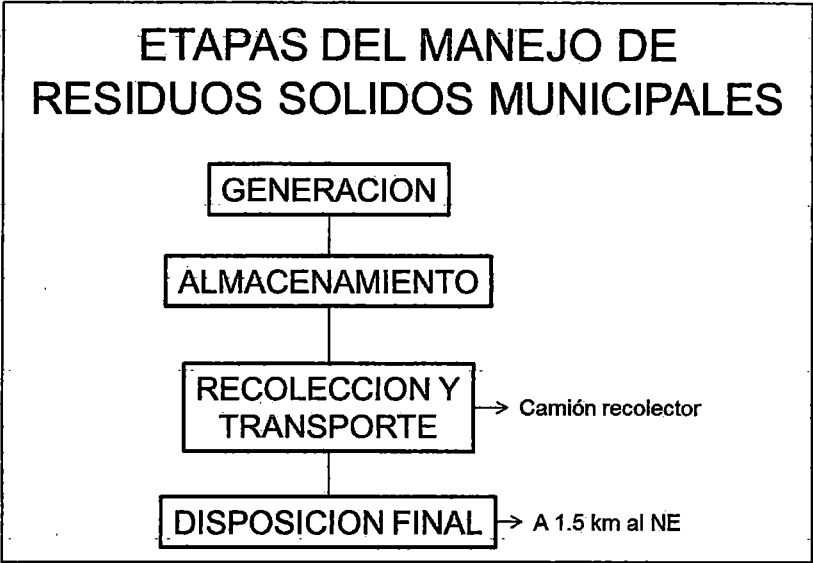 ETAPAS DEL MANEJO DE
RESIDUOS SOLIDOS MUNICIPALES
GENERACION
ALMACENAMIENTO
RECOLECCION Y
TRANSPORTE
Camión recolector
DISPOSICION FINAL
A 1.5 km al NE